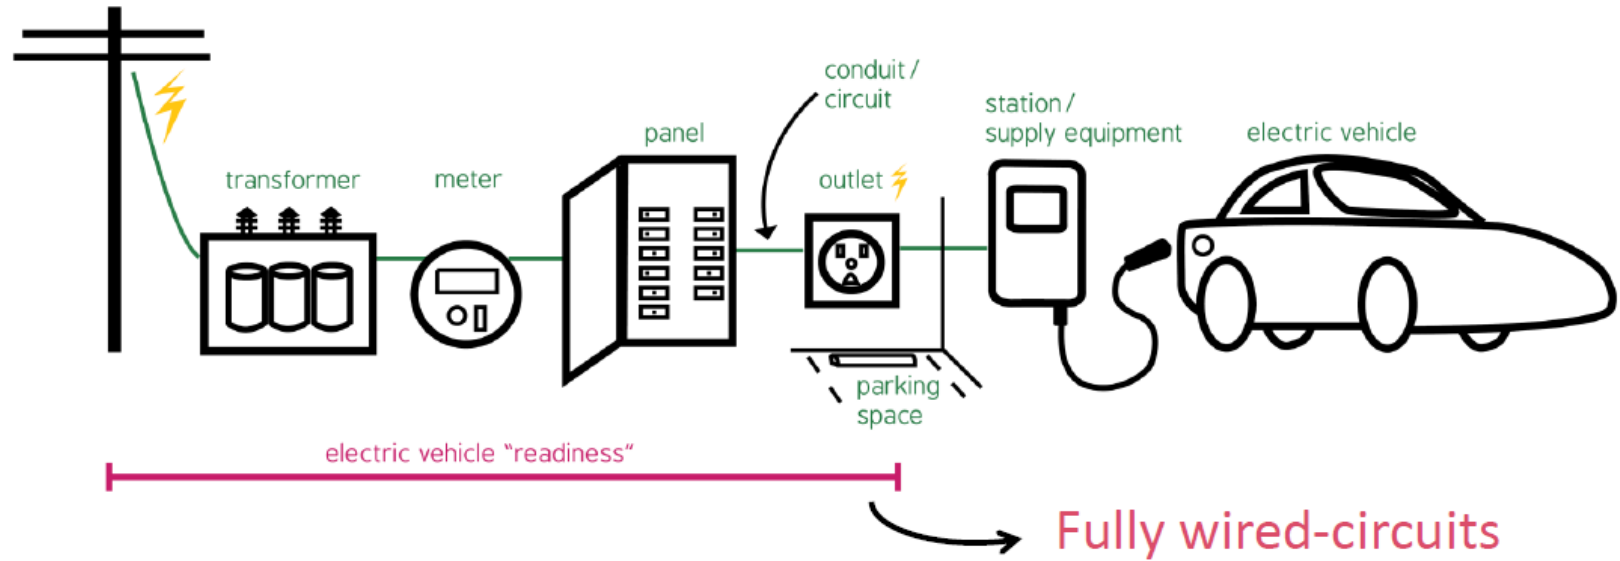 conduit /
circuit
station /
supply equipment
electric vehicle
panel
transformer
meter
outlet
parking
space
electric vehicle "readiness"
Fully wired-circuits